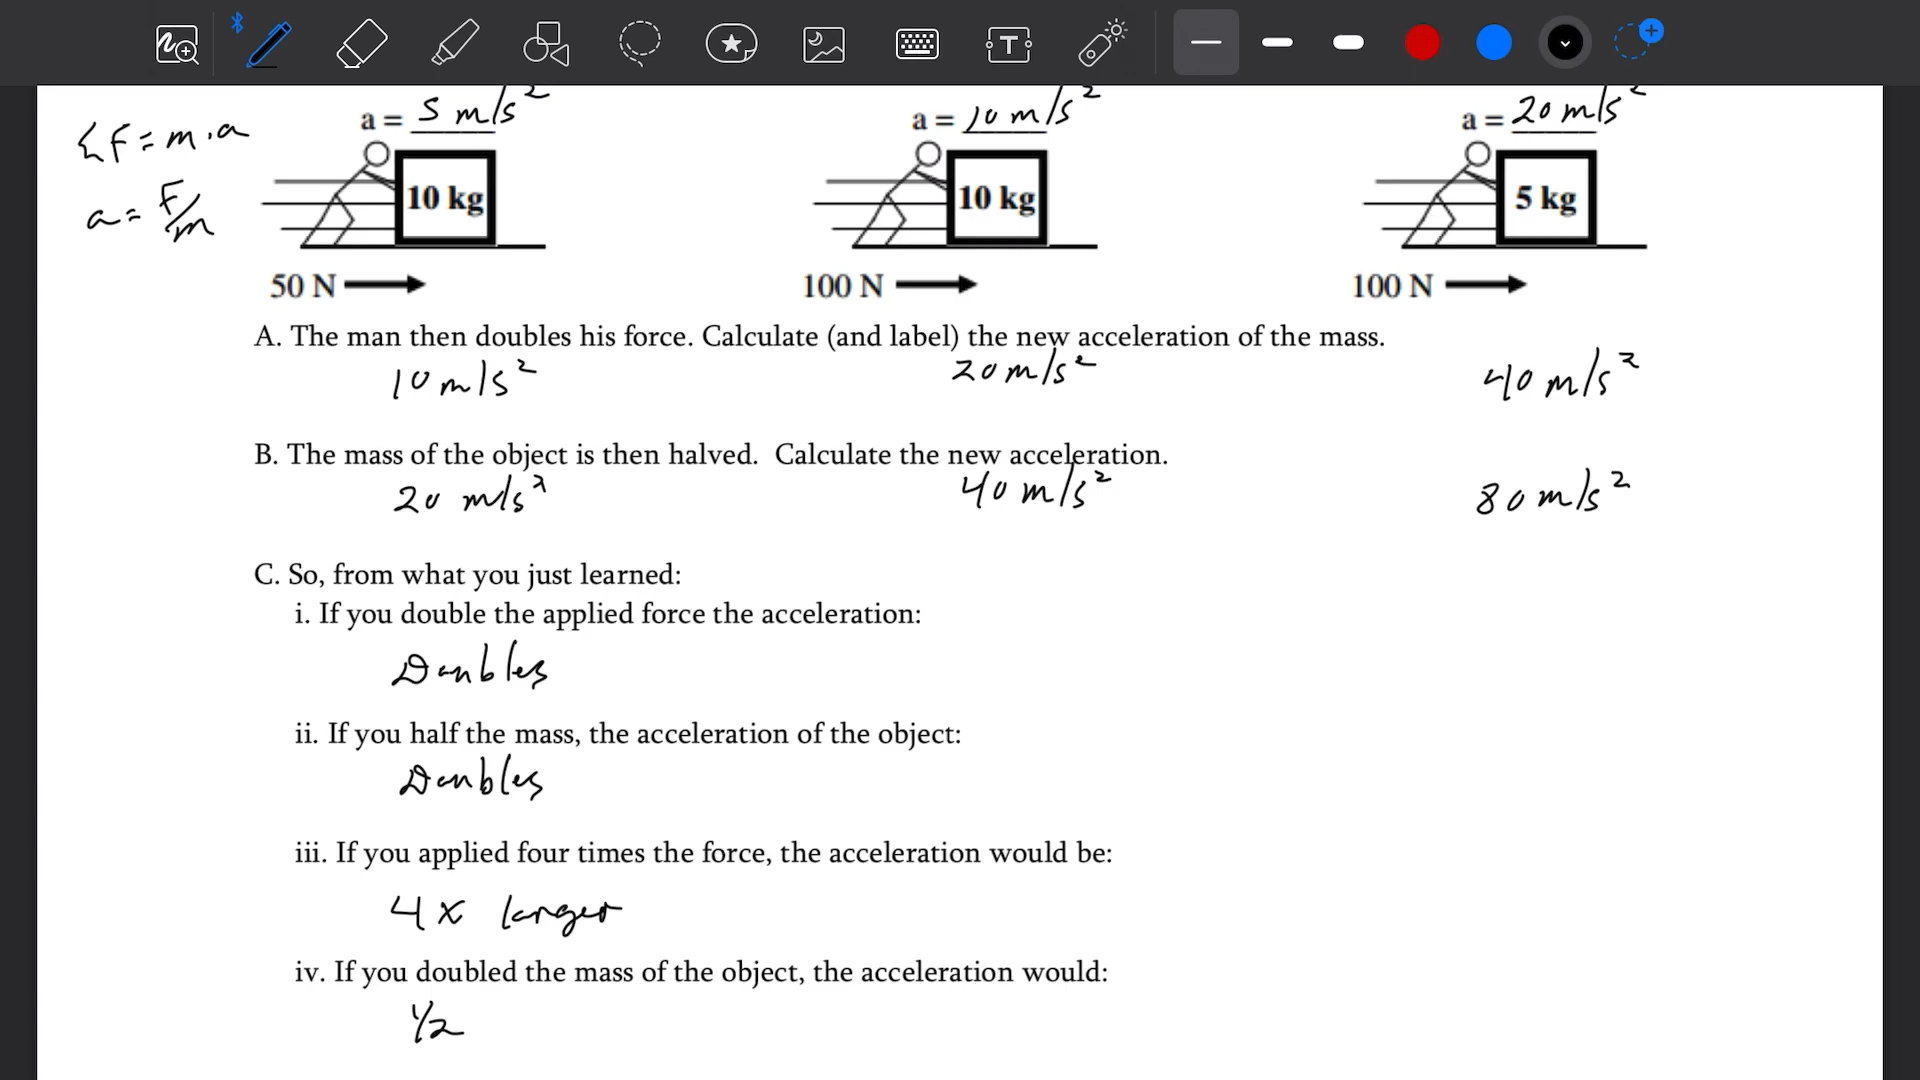 a = 5 m/s²
a = 10 m/s²
a = 20 m/s²
ΣF = m·a
a = F/m
10 kg
10 kg
5 kg
50 N
100 N
100 N
A. The man then doubles his force. Calculate (and label) the new acceleration of the mass.
10 m/s²
20 m/s²
40 m/s²
B. The mass of the object is then halved. Calculate the new acceleration.
20 m/s²
40 m/s²
80 m/s²
C. So, from what you just learned:
i. If you double the applied force the acceleration:
Doubles
ii. If you half the mass, the acceleration of the object:
Doubles
iii. If you applied four times the force, the acceleration would be:
4x larger
iv. If you doubled the mass of the object, the acceleration would:
1/2